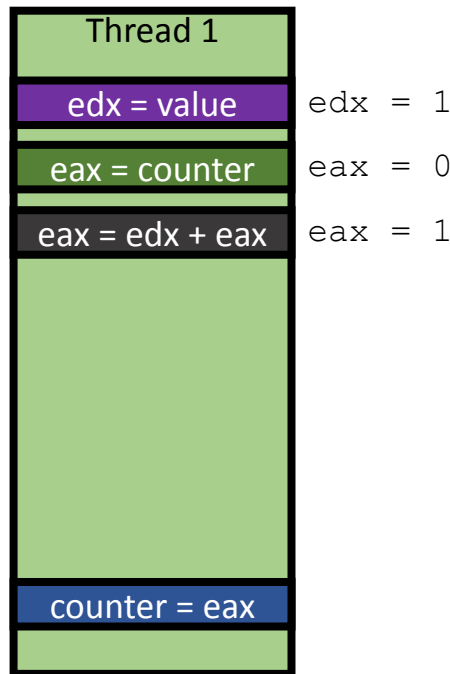 Thread 1
edx = value edx = 1
eax = counter eax = 0
eax = edx + eax eax = 1
counter = eax